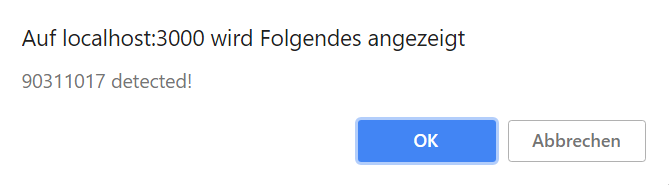 Auf localhost:3000 wird Folgendes angezeigt
90311017 detected!
OK
Abbrechen